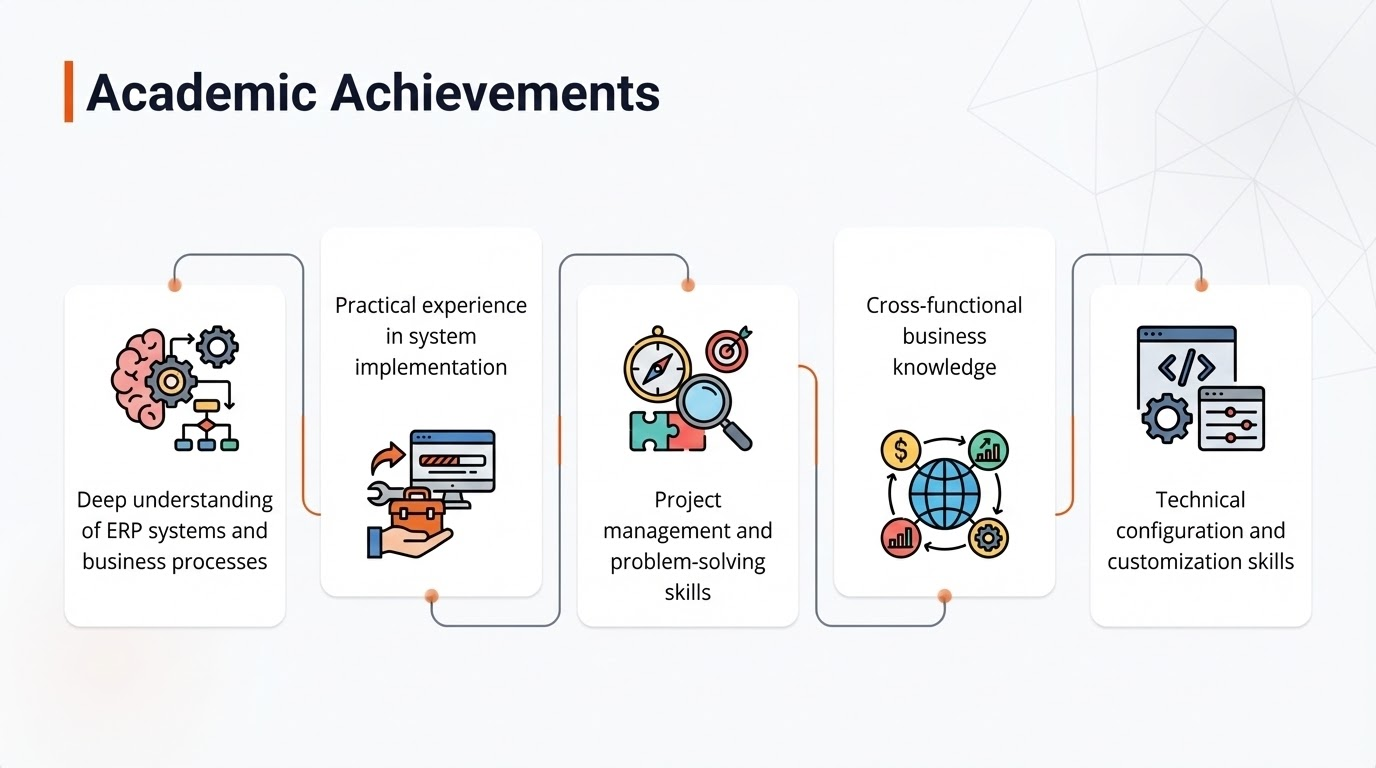 Academic Achievements
Deep understanding
of ERP systems and
business processes
Practical experience
in system
implementation
Project
management and
problem-solving
skills
Cross-functional
business
knowledge
$
</>
Technical
configuration and
customization skills